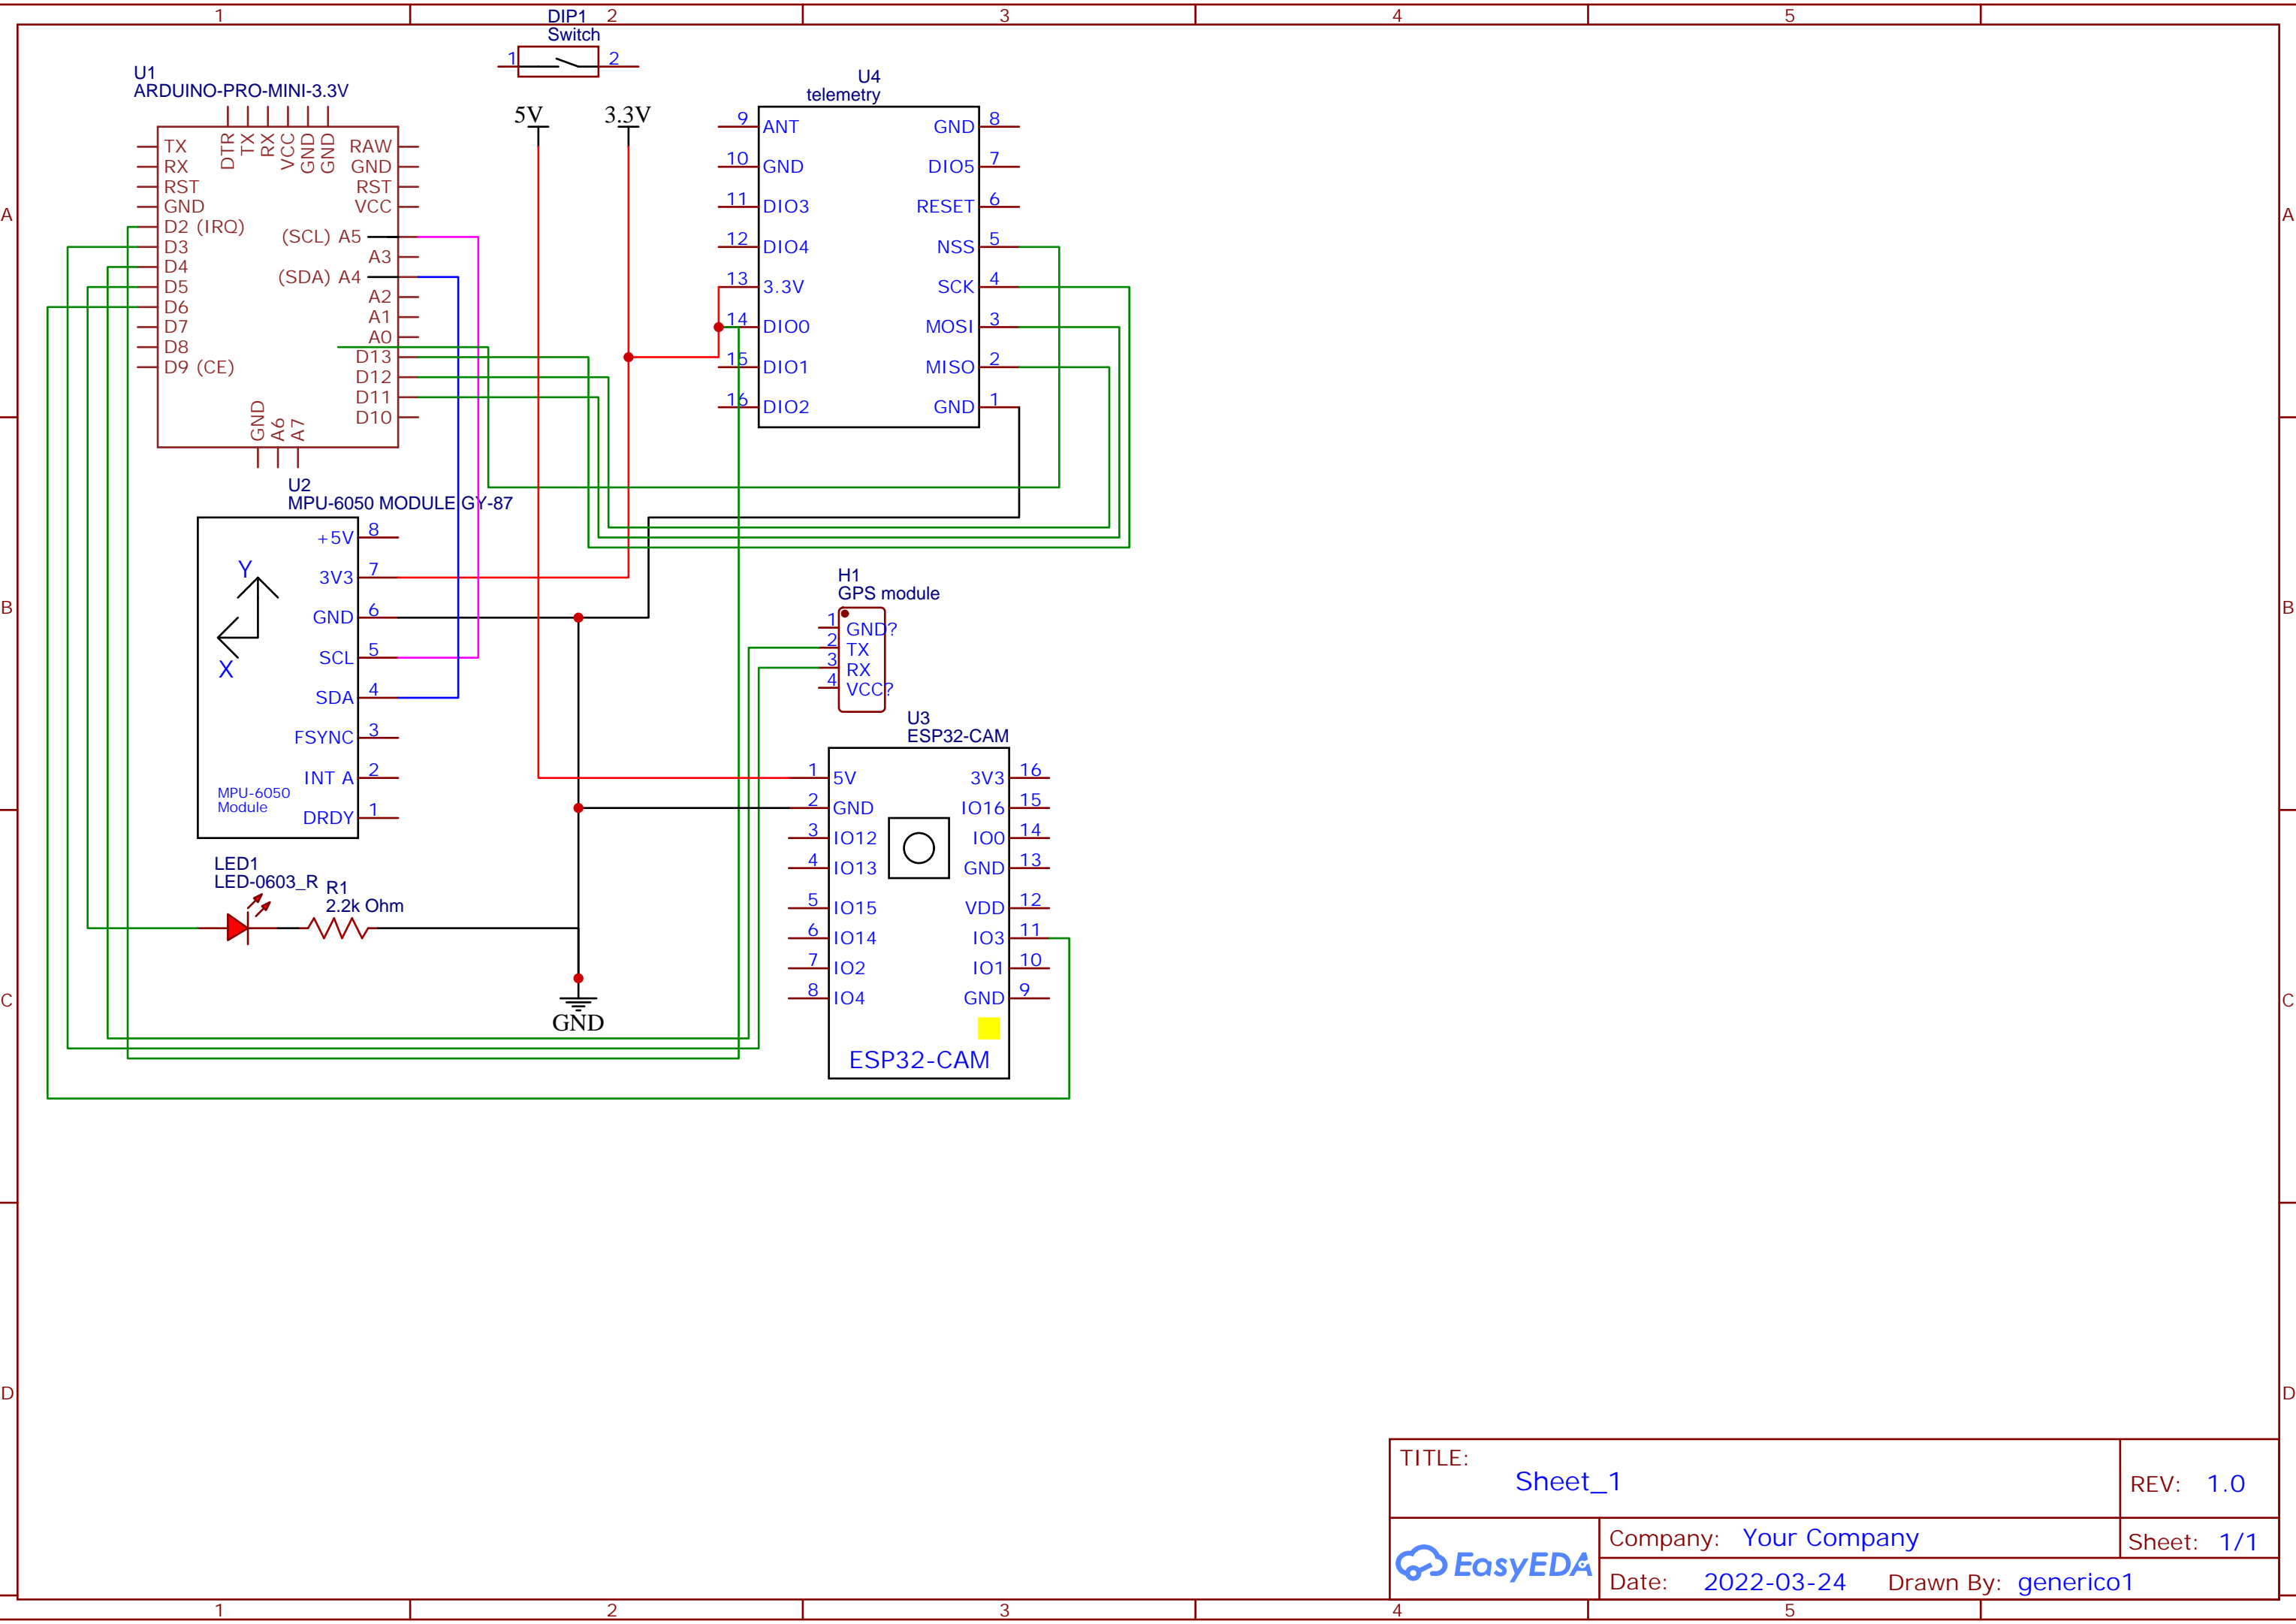 1 2 3 4 5
A
B
C
D
A
B
C
D
DIP1
Switch
1 2
U1
ARDUINO-PRO-MINI-3.3V
DTR TX RX VCC GND GND
TX
RX
RST
GND
D2 (IRQ)
D3
D4
D5
D6
D7
D8
D9 (CE)
RAW
GND
RST
VCC
(SCL) A5
A3
(SDA) A4
A2
A1
A0
D13
D12
D11
D10
GND A6 A7
5V
3.3V
U4
telemetry
9 ANT
10 GND
11 DIO3
12 DIO4
13 3.3V
14 DIO0
15 DIO1
16 DIO2
GND 8
DIO5 7
RESET 6
NSS 5
SCK 4
MOSI 3
MISO 2
GND 1
U2
MPU-6050 MODULE GY-87
+5V 8
3V3 7
GND 6
SCL 5
SDA 4
FSYNC 3
INT A 2
DRDY 1
Y
X
MPU-6050
Module
H1
GPS module
1 GND?
2 TX
3 RX
4 VCC?
U3
ESP32-CAM
1 5V
2 GND
3 IO12
4 IO13
5 IO15
6 IO14
7 IO2
8 IO4
3V3 16
IO16 15
IO0 14
GND 13
VDD 12
IO3 11
IO1 10
GND 9
ESP32-CAM
LED1
LED-0603_R
R1
2.2k Ohm
GND
TITLE:
Sheet_1
REV: 1.0
EasyEDA
Company: Your Company
Sheet: 1/1
Date: 2022-03-24 Drawn By: generico1
1 2 3 4 5